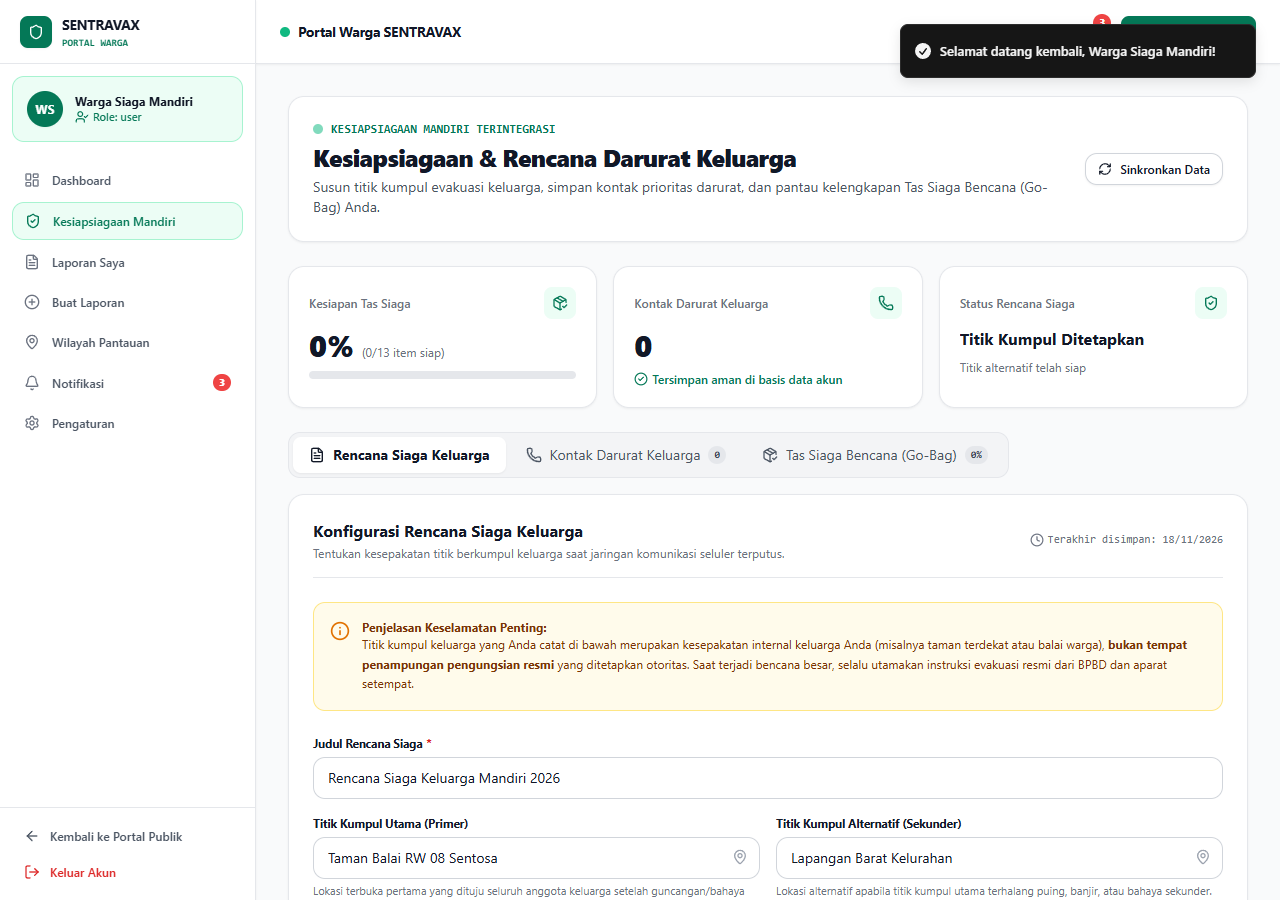 SENTRAVAX
PORTAL WARGA
Portal Warga SENTRAVAX
3
Selamat datang kembali, Warga Siaga Mandiri!
WS
Warga Siaga Mandiri
Role: user
Dashboard
Kesiapsiagaan Mandiri
Laporan Saya
Buat Laporan
Wilayah Pantauan
Notifikasi
3
Pengaturan
Kembali ke Portal Publik
Keluar Akun
KESIAPSIAGAAN MANDIRI TERINTEGRASI
Kesiapsiagaan & Rencana Darurat Keluarga
Susun titik kumpul evakuasi keluarga, simpan kontak prioritas darurat, dan pantau kelengkapan Tas Siaga Bencana (Go-
Bag) Anda.
Sinkronkan Data
Kesiapan Tas Siaga
0% (0/13 item siap)
Kontak Darurat Keluarga
0
Tersimpan aman di basis data akun
Status Rencana Siaga
Titik Kumpul Ditetapkan
Titik alternatif telah siap
Rencana Siaga Keluarga
Kontak Darurat Keluarga 0
Tas Siaga Bencana (Go-Bag) 0%
Konfigurasi Rencana Siaga Keluarga
Tentukan kesepakatan titik berkumpul keluarga saat jaringan komunikasi seluler terputus.
Terakhir disimpan: 18/11/2026
Penjelasan Keselamatan Penting:
Titik kumpul keluarga yang Anda catat di bawah merupakan kesepakatan internal keluarga Anda (misalnya taman terdekat atau balai warga), bukan tempat
penampungan pengungsian resmi yang ditetapkan otoritas. Saat terjadi bencana besar, selalu utamakan instruksi evakuasi resmi dari BPBD dan aparat
setempat.
Judul Rencana Siaga *
Rencana Siaga Keluarga Mandiri 2026
Titik Kumpul Utama (Primer)
Taman Balai RW 08 Sentosa
Lokasi terbuka pertama yang dituju seluruh anggota keluarga setelah guncangan/bahaya
Titik Kumpul Alternatif (Sekunder)
Lapangan Barat Kelurahan
Lokasi alternatif apabila titik kumpul utama terhalang puing, banjir, atau bahaya sekunder.